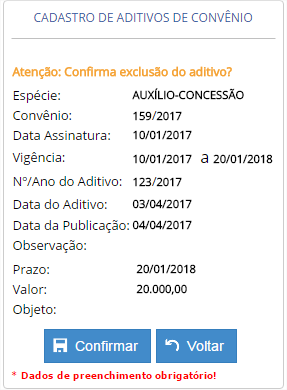 CADASTRO DE ADITIVOS DE CONVÊNIO
Atenção: Confirma exclusão do aditivo?
Espécie: AUXÍLIO-CONCESSÃO
Convênio: 159/2017
Data Assinatura: 10/01/2017
Vigência: 10/01/2017 a 20/01/2018
Nº/Ano do Aditivo: 123/2017
Data do Aditivo: 03/04/2017
Data da Publicação: 04/04/2017
Observação:
Prazo: 20/01/2018
Valor: 20.000,00
Objeto:
Confirmar Voltar
* Dados de preenchimento obrigatório!